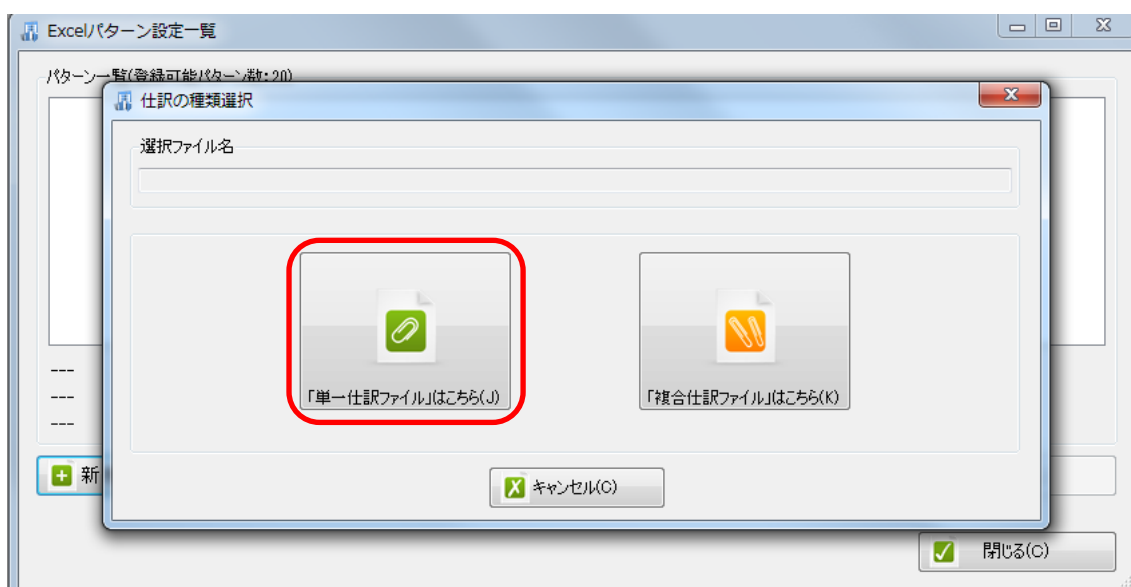 Excelパターン設定一覧
パターン一覧(登録可能パターン数:20)
仕訳の種類選択
選択ファイル名
「単一仕訳ファイル」はこちら(J)
「複合仕訳ファイル」はこちら(K)
---
---
---
新
キャンセル(C)
閉じる(C)